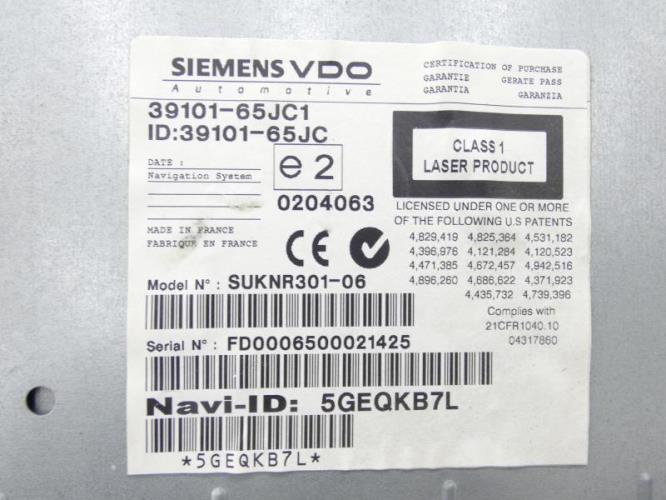 SIEMENS VDO
Automotive
CERTIFICATION OF PURCHASE
GARANTIE GERATE PASS
GARANTIA GARANZIA
39101-65JC1
ID:39101-65JC
DATE :
Navigation System
e2
0204063
CLASS 1
LASER PRODUCT
MADE IN FRANCE
FABRIQUE EN FRANCE
CE
LICENSED UNDER ONE OR MORE
OF THE FOLLOWING U.S PATENTS
4,829,419 4,825,364 4,531,182
4,396,976 4,121,284 4,120,523
4,471,385 4,672,457 4,942,516
4,896,260 4,686,622 4,371,923
4,435,732 4,739,396
Complies with
21CFR1040.10
04317860
Model N° : SUKNR301-06
Serial N° : FD0006500021425
Navi-ID: 5GEQKB7L
*5GEQKB7L*